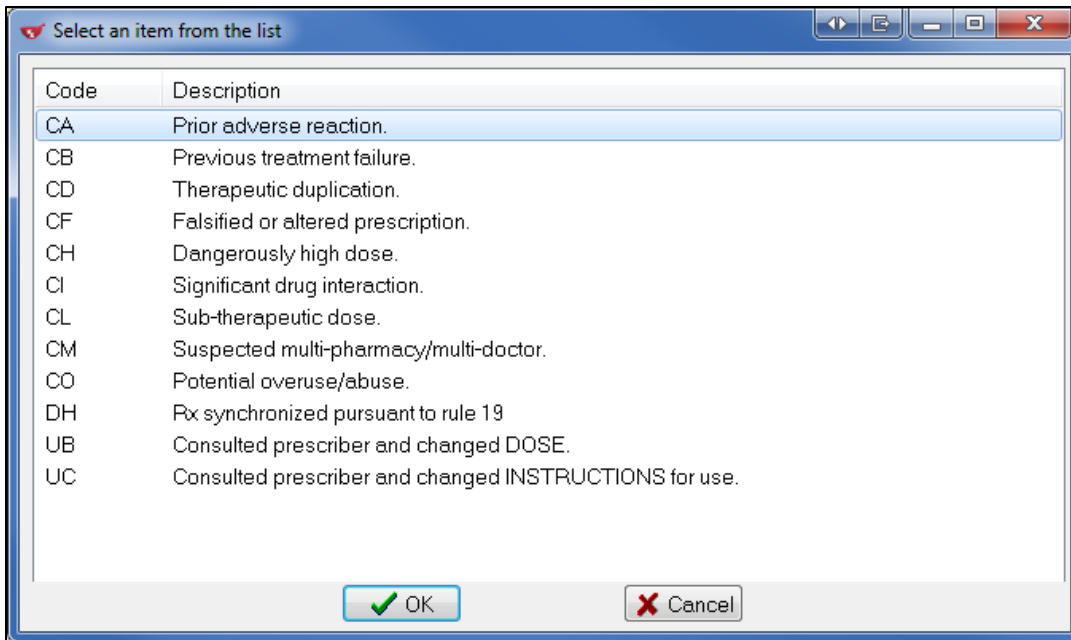 Select an item from the list
Code Description
CA Prior adverse reaction.
CB Previous treatment failure.
CD Therapeutic duplication.
CF Falsified or altered prescription.
CH Dangerously high dose.
CI Significant drug interaction.
CL Sub-therapeutic dose.
CM Suspected multi-pharmacy/multi-doctor.
CO Potential overuse/abuse.
DH Rx synchronized pursuant to rule 19
UB Consulted prescriber and changed DOSE.
UC Consulted prescriber and changed INSTRUCTIONS for use.
OK Cancel